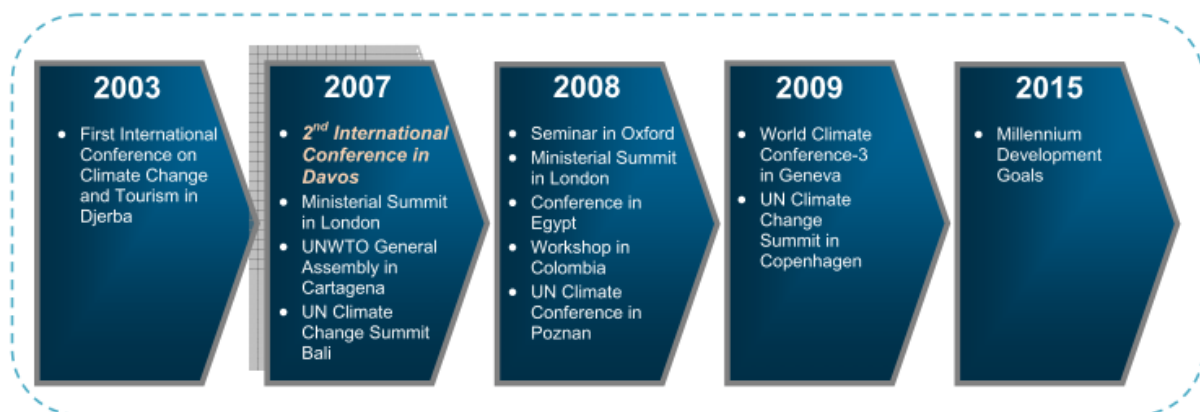 2003
• First International
Conference on
Climate Change
and Tourism in
Djerba
2007
• 2nd International
Conference in
Davos
• Ministerial Summit
in London
• UNWTO General
Assembly in
Cartagena
• UN Climate
Change Summit
Bali
2008
• Seminar in Oxford
• Ministerial Summit
in London
• Conference in
Egypt
• Workshop in
Colombia
• UN Climate
Conference in
Poznan
2009
• World Climate
Conference-3
in Geneva
• UN Climate
Change
Summit in
Copenhagen
2015
• Millennium
Development
Goals